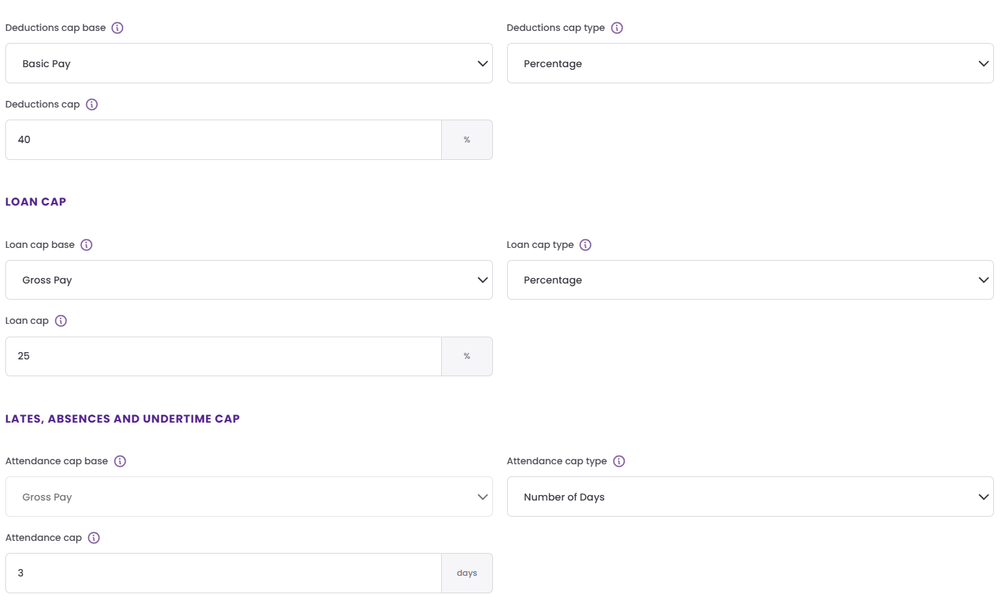 Deductions cap base
Deductions cap type
Basic Pay
Percentage
Deductions cap
40
%
LOAN CAP
Loan cap base
Loan cap type
Gross Pay
Percentage
Loan cap
25
%
LATES, ABSENCES AND UNDERTIME CAP
Attendance cap base
Attendance cap type
Gross Pay
Number of Days
Attendance cap
3
days